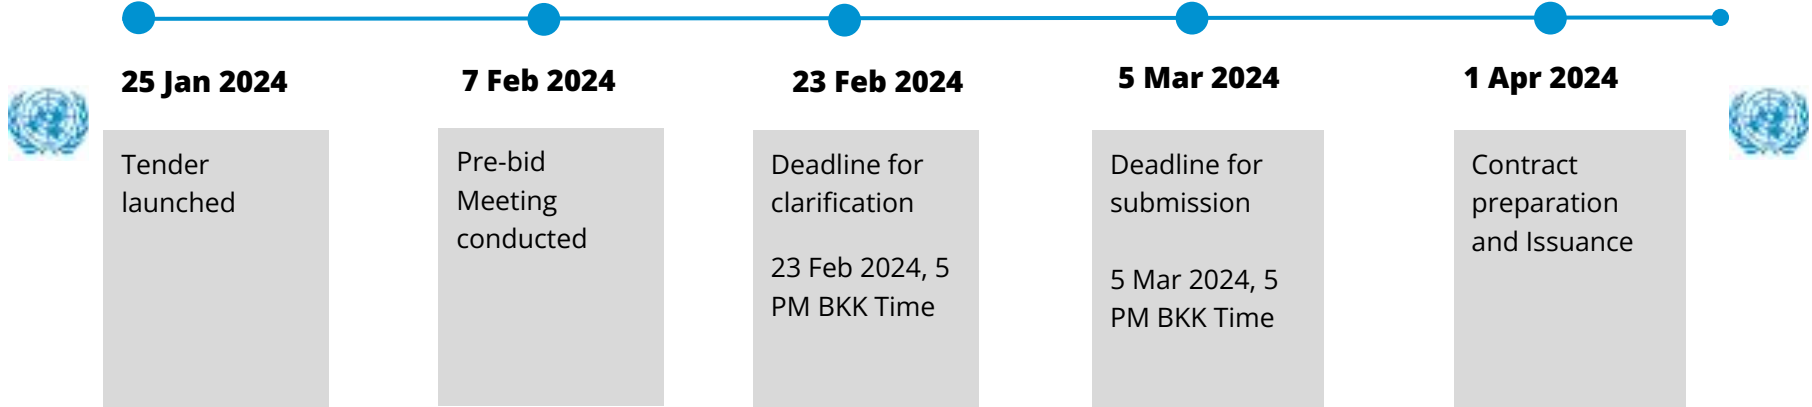 25 Jan 2024
7 Feb 2024
23 Feb 2024
5 Mar 2024
1 Apr 2024
Tender
launched
Pre-bid
Meeting
conducted
Deadline for
clarification
23 Feb 2024, 5
PM BKK Time
Deadline for
submission
5 Mar 2024, 5
PM BKK Time
Contract
preparation
and Issuance